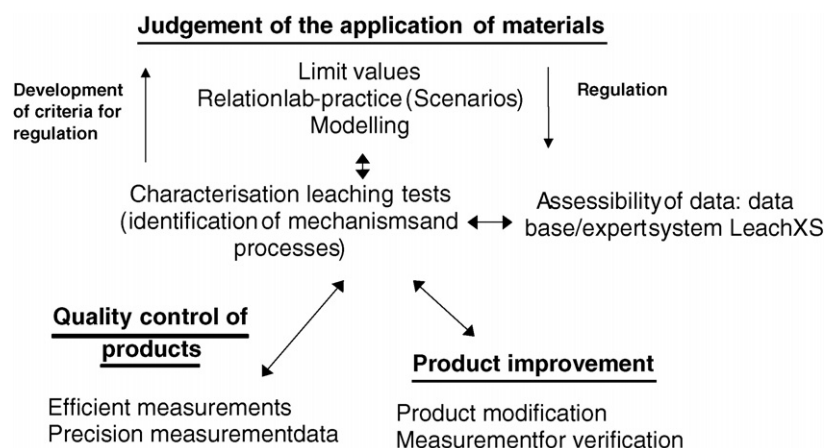 Judgement of the application of materials
Development
of criteria for
regulation
Limit values
Relationlab-practice (Scenarios)
Modelling
Regulation
Characterisation leaching tests
(identification of mechanismsand
processes)
Assessibility of data: data
base/expertsystem LeachXS
Quality control of
products
Efficient measurements
Precision measurementdata
Product improvement
Product modification
Measurementfor verification